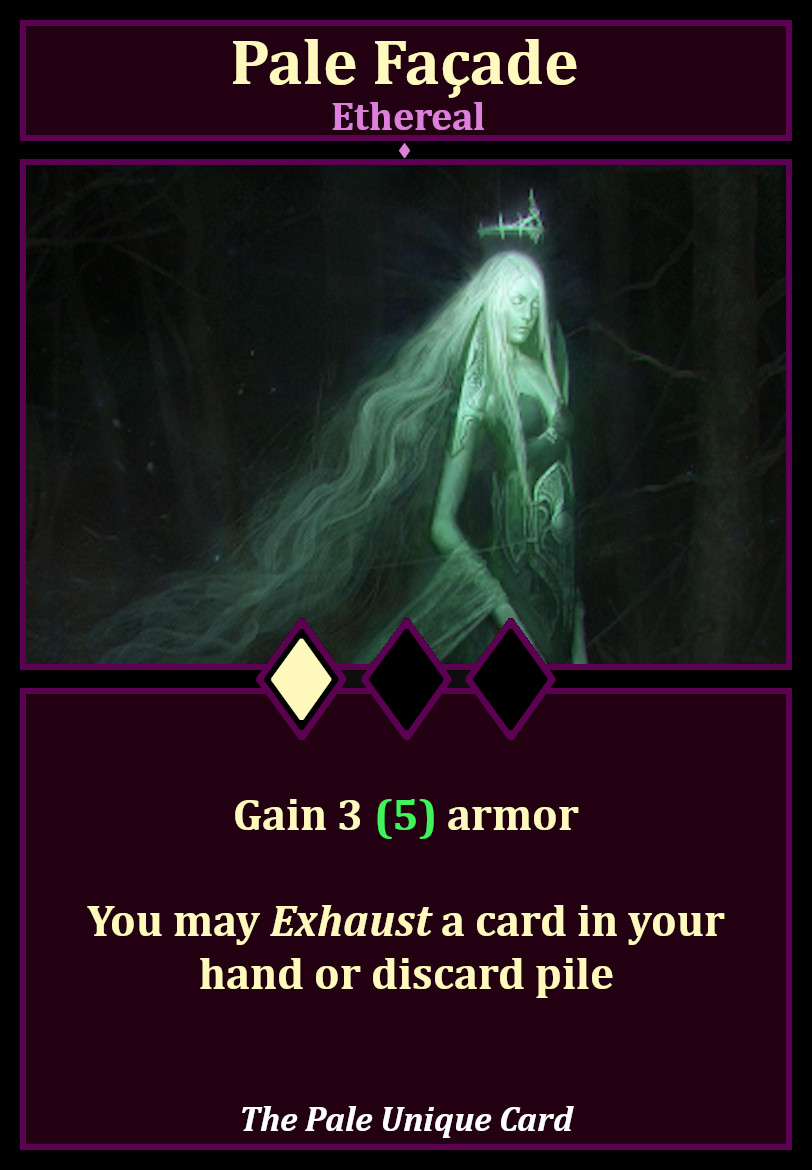 Pale Façade
Ethereal
Gain 3 (5) armor
You may Exhaust a card in your
hand or discard pile
The Pale Unique Card